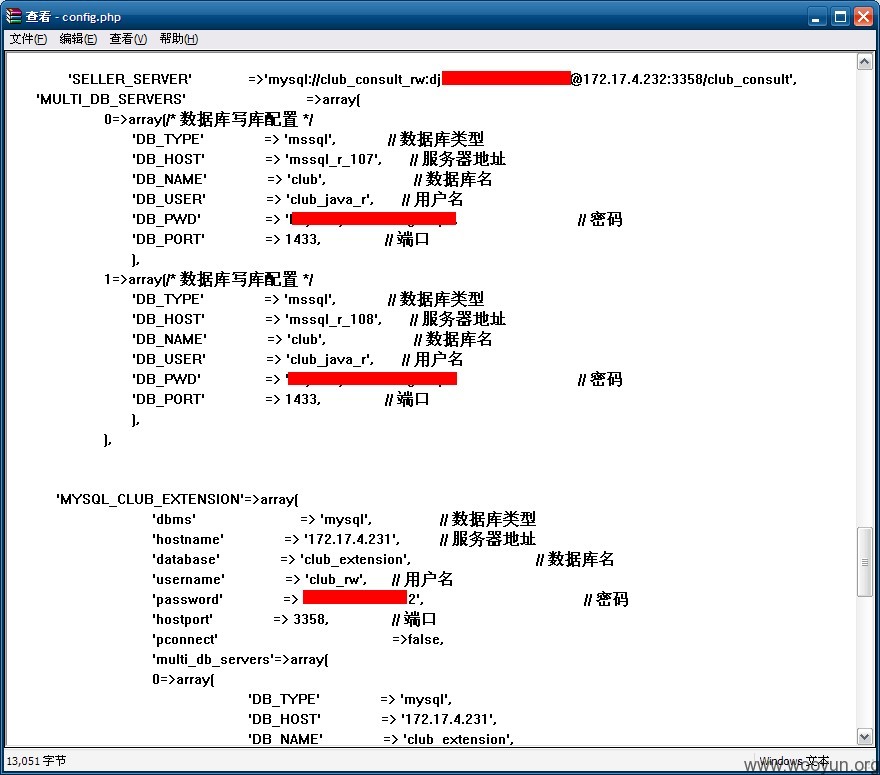 查看 - config.php
文件(F) 编辑(E) 查看(V) 帮助(H)
'SELLER_SERVER' =>'mysql://club_consult_rw:dj @172.17.4.232:3358/club_consult',
'MULTI_DB_SERVERS' =>array(
0=>array(/* 数据库写库配置 */
'DB_TYPE' => 'mssql', // 数据库类型
'DB_HOST' => 'mssql_r_107', // 服务器地址
'DB_NAME' => 'club', // 数据库名
'DB_USER' => 'club_java_r', // 用户名
'DB_PWD' => ' // 密码
'DB_PORT' => 1433, // 端口
),
1=>array(/* 数据库写库配置 */
'DB_TYPE' => 'mssql', // 数据库类型
'DB_HOST' => 'mssql_r_108', // 服务器地址
'DB_NAME' => 'club', // 数据库名
'DB_USER' => 'club_java_r', // 用户名
'DB_PWD' => ' // 密码
'DB_PORT' => 1433, // 端口
),
),
'MYSQL_CLUB_EXTENSION'=>array(
'dbms' => 'mysql', // 数据库类型
'hostname' => '172.17.4.231', // 服务器地址
'database' => 'club_extension', // 数据库名
'username' => 'club_rw', // 用户名
'password' => 2', // 密码
'hostport' => 3358, // 端口
'pconnect' =>false,
'multi_db_servers'=>array(
0=>array(
'DB_TYPE' => 'mysql',
'DB_HOST' => '172.17.4.231',
'DB_NAME' => 'club_extension',
13,051 字节 Windows 文本
www.wooyun.org